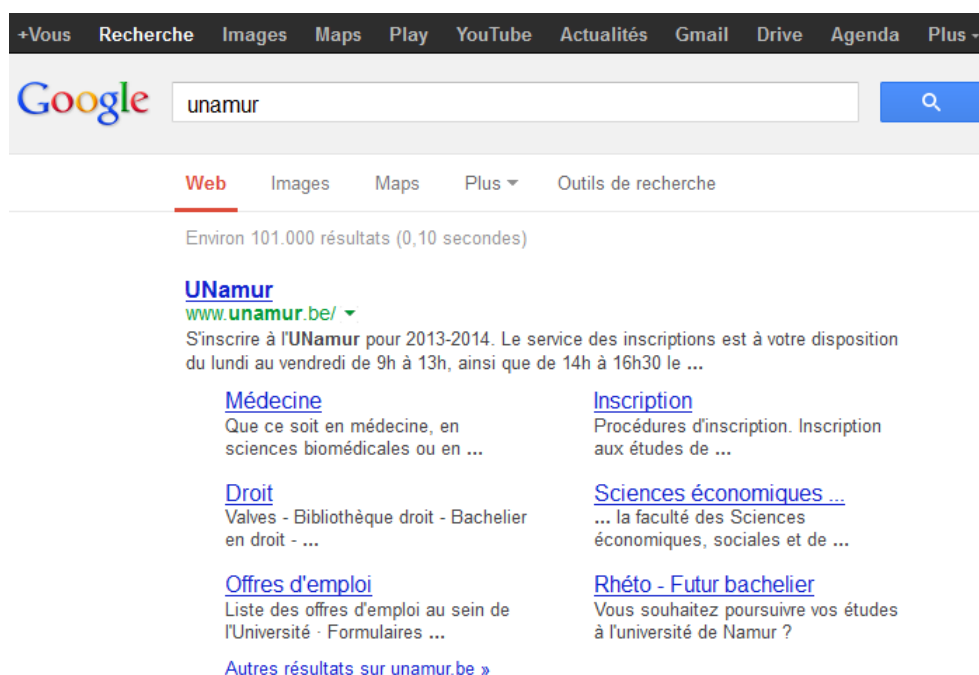 +Vous Recherche Images Maps Play YouTube Actualités Gmail Drive Agenda Plus
Google unamur
Web Images Maps Plus Outils de recherche
Environ 101.000 résultats (0,10 secondes)
UNamur
www.unamur.be/
S'inscrire à l'UNamur pour 2013-2014. Le service des inscriptions est à votre disposition
du lundi au vendredi de 9h à 13h, ainsi que de 14h à 16h30 le ...
Médecine
Que ce soit en médecine, en
sciences biomédicales ou en ...
Inscription
Procédures d'inscription. Inscription
aux études de ...
Droit
Valves - Bibliothèque droit - Bachelier
en droit - ...
Sciences économiques ...
... la faculté des Sciences
économiques, sociales et de ...
Offres d'emploi
Liste des offres d'emploi au sein de
l'Université · Formulaires ...
Rhéto - Futur bachelier
Vous souhaitez poursuivre vos études
à l'université de Namur ?
Autres résultats sur unamur.be »